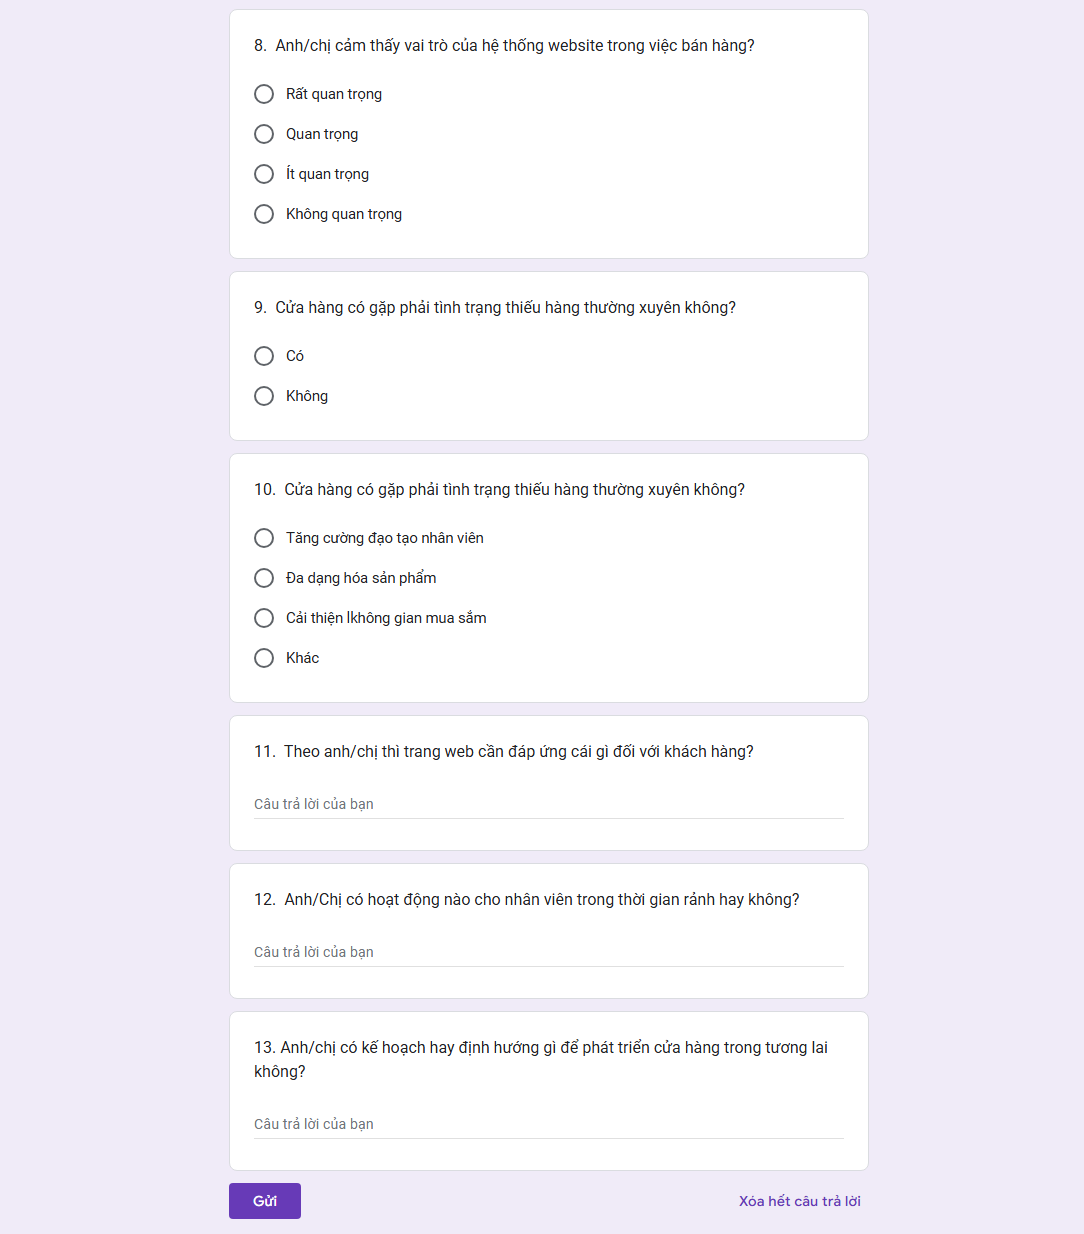 8.  Anh/chị cảm thấy vai trò của hệ thống website trong việc bán hàng?
Rất quan trọng
Quan trọng
Ít quan trọng
Không quan trọng
9.  Cửa hàng có gặp phải tình trạng thiếu hàng thường xuyên không?
Có
Không
10.  Cửa hàng có gặp phải tình trạng thiếu hàng thường xuyên không?
Tăng cường đạo tạo nhân viên
Đa dạng hóa sản phẩm
Cải thiện lkhông gian mua sắm
Khác
11.  Theo anh/chị thì trang web cần đáp ứng cái gì đối với khách hàng?
Câu trả lời của bạn
12.  Anh/Chị có hoạt động nào cho nhân viên trong thời gian rảnh hay không?
Câu trả lời của bạn
13. Anh/chị có kế hoạch hay định hướng gì để phát triển cửa hàng trong tương lai
không?
Câu trả lời của bạn
Gửi
Xóa hết câu trả lời